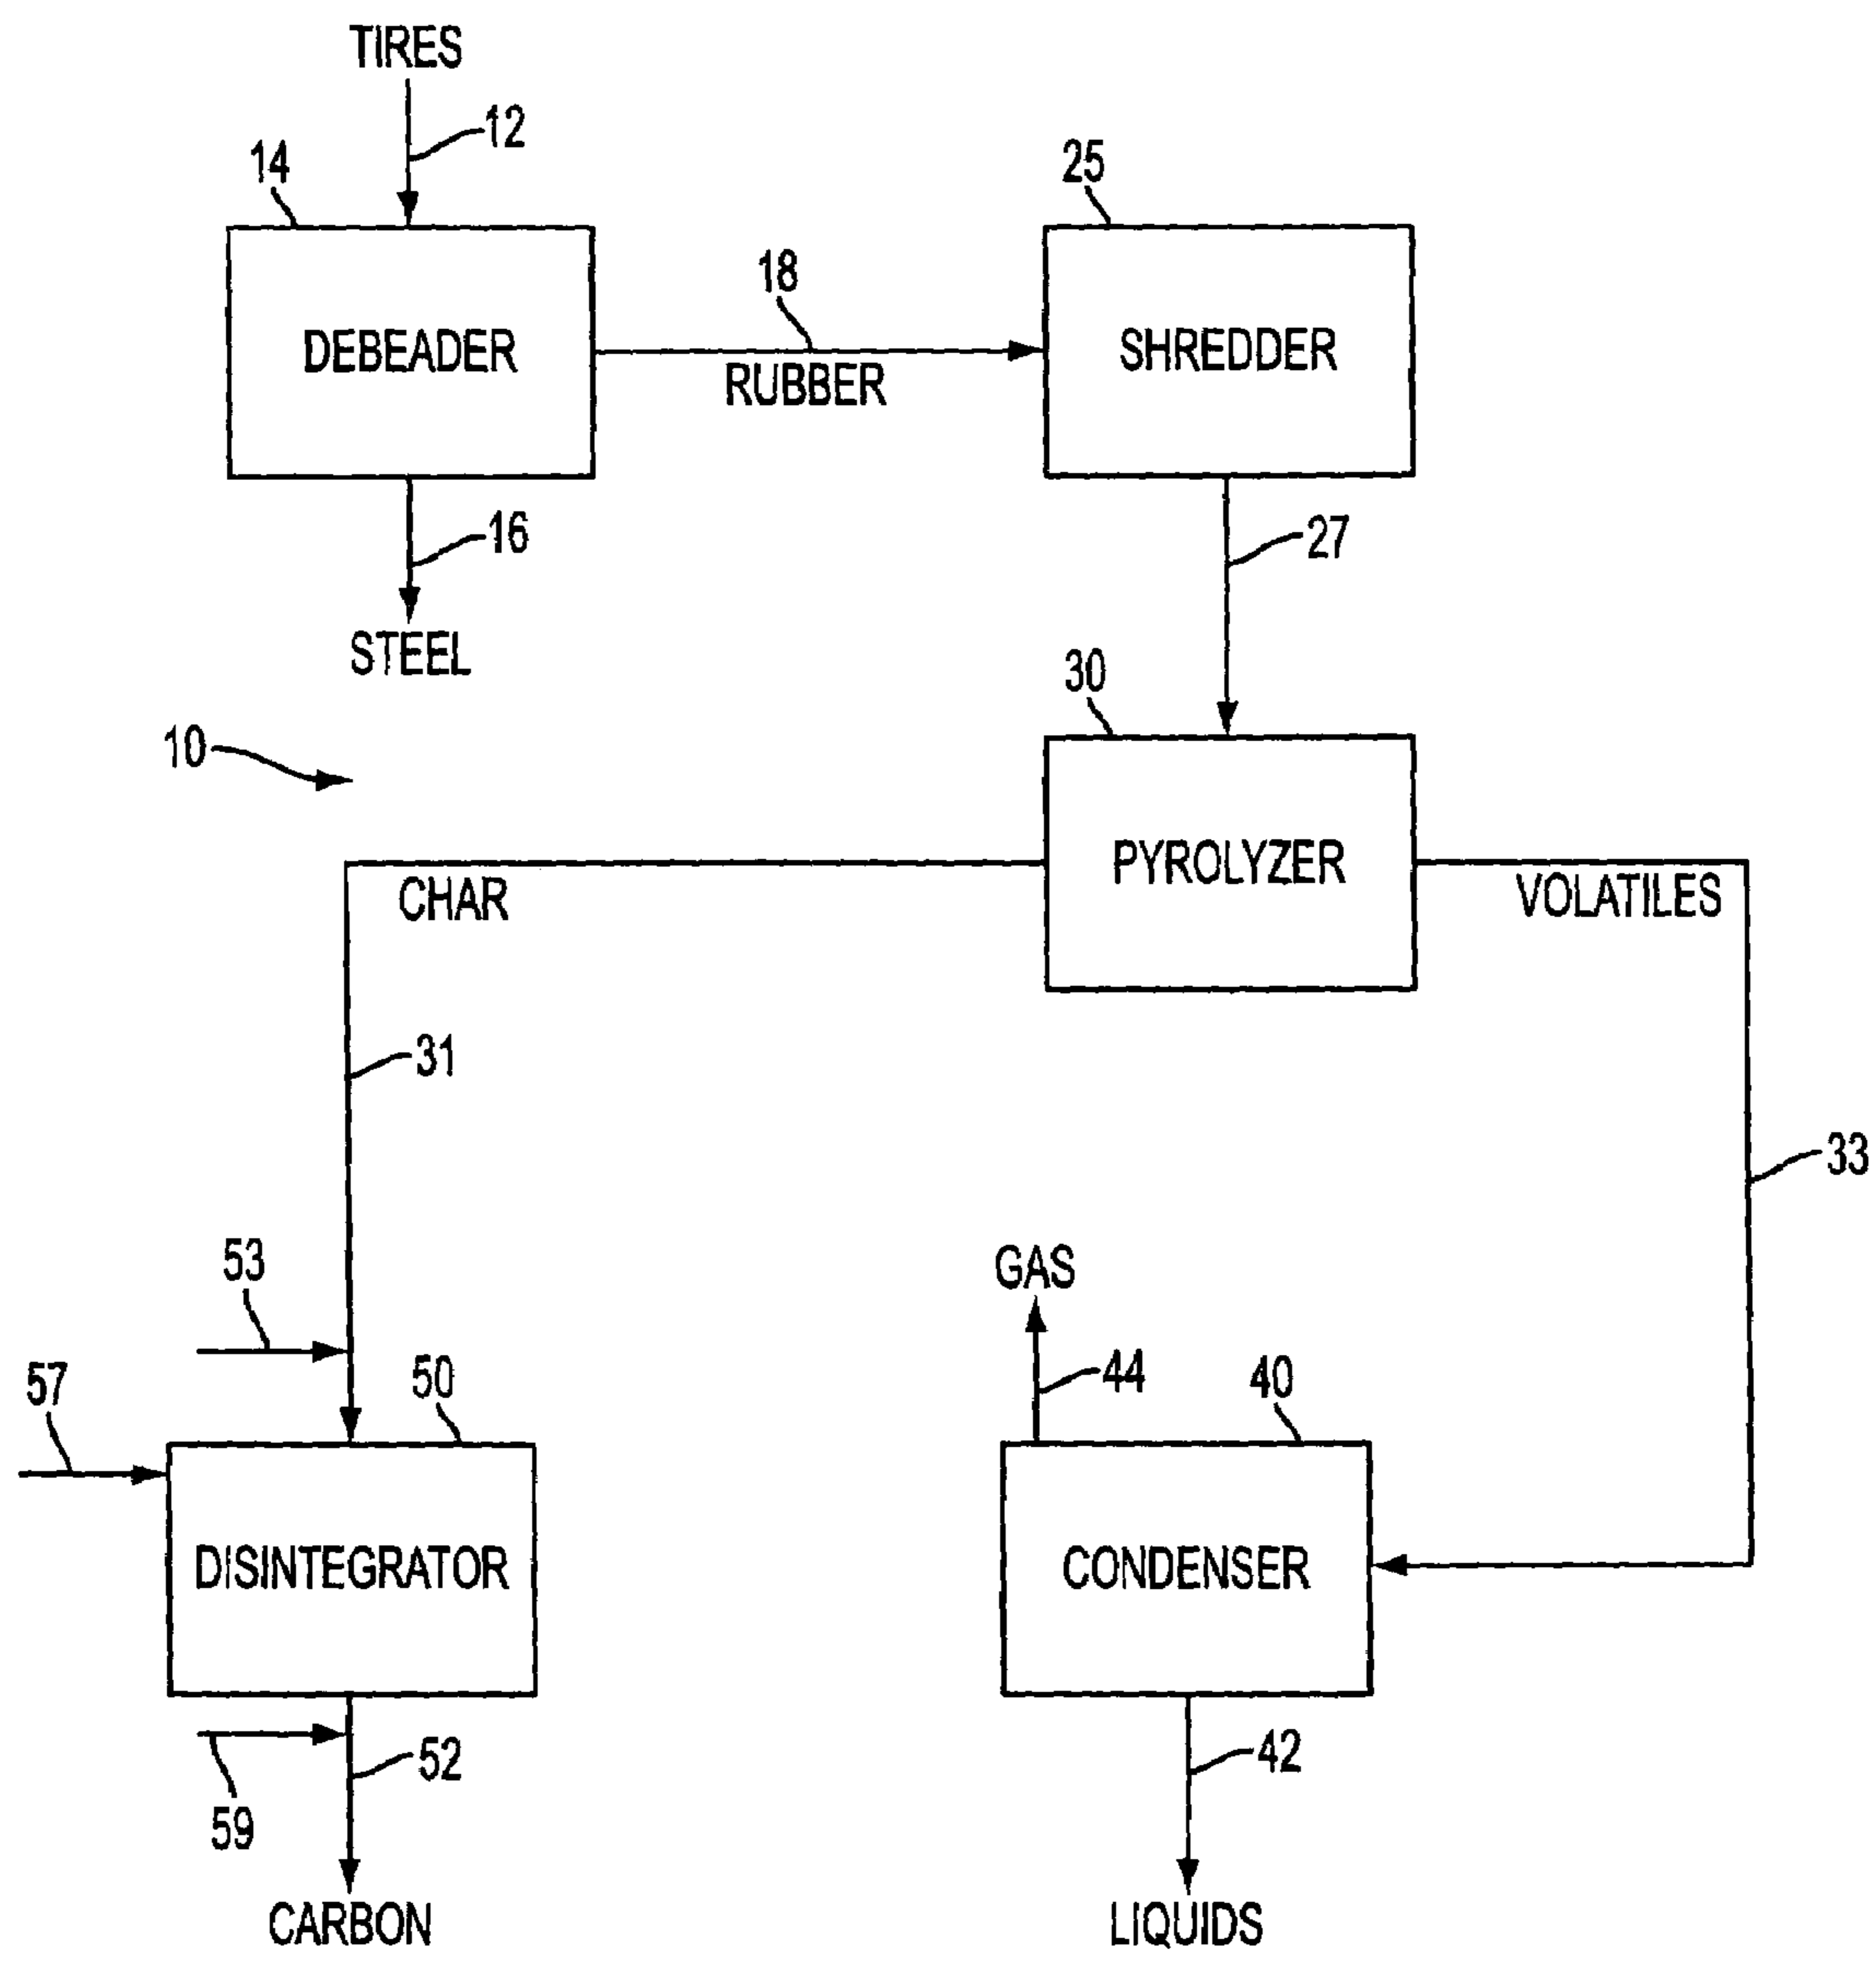 TIRES
12
14
25
18
DEBEADER
SHREDDER
RUBBER
16
27
STEEL
30
10
PYROLYZER
CHAR
VOLATILES
31
33
53
GAS
57
50
44
40
DISINTEGRATOR
CONDENSER
52
42
59
CARBON
LIQUIDS